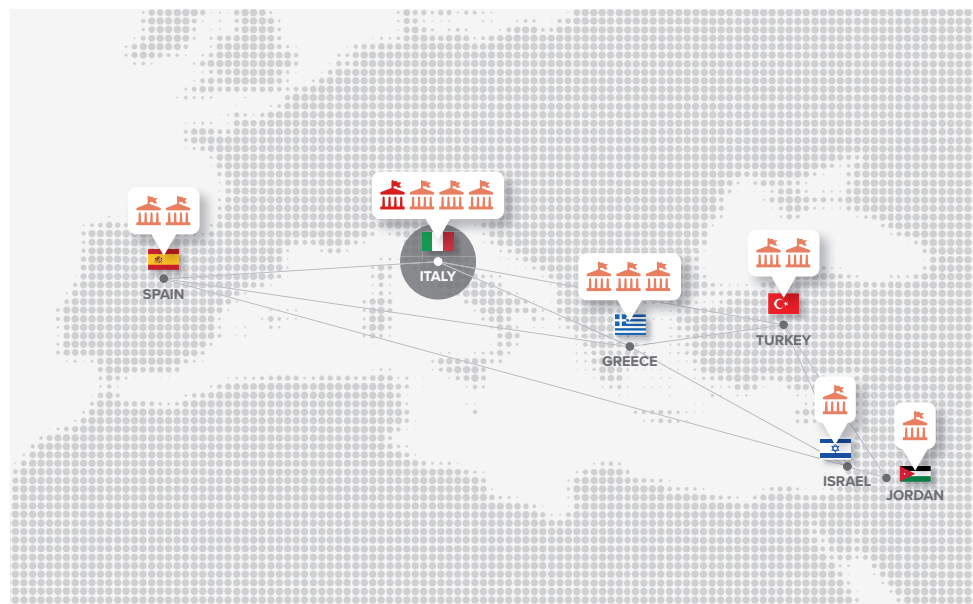 ITALY
SPAIN
TURKEY
GREECE
ISRAEL
JORDAN